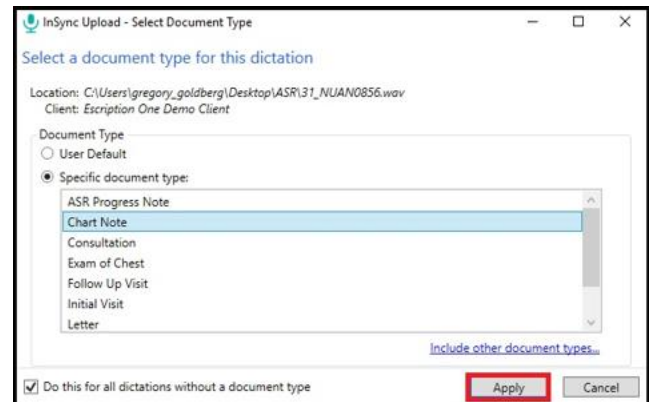 InSync Upload - Select Document Type
Select a document type for this dictation
Location: C:\Users\gregory_goldberg\Desktop\ASR\31_NUAN0856.wav
Client: Escription One Demo Client
Document Type
User Default
Specific document type:
ASR Progress Note
Chart Note
Consultation
Exam of Chest
Follow Up Visit
Initial Visit
Letter
Include other document types...
Do this for all dictations without a document type
Apply
Cancel